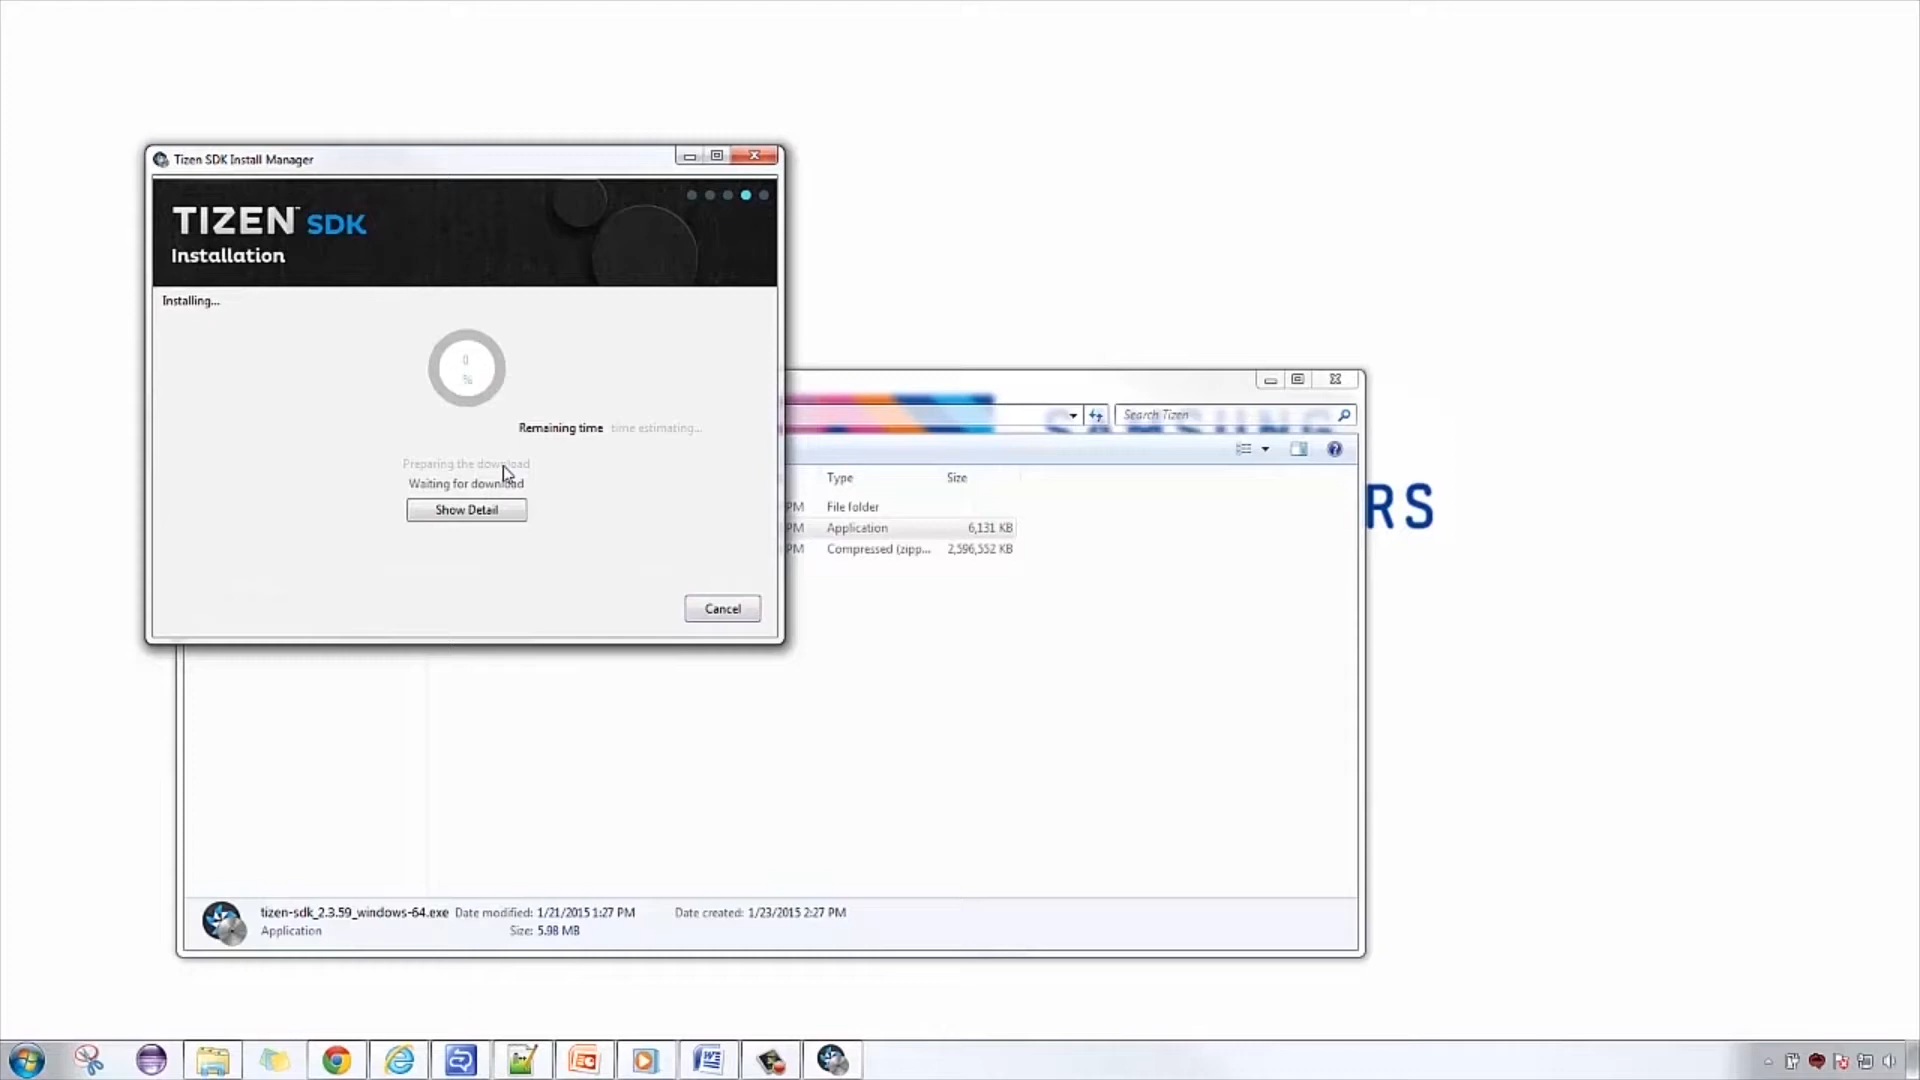 Tizen SDK Install Manager
TIZEN™ SDK
Installation
Installing...
0
%
Remaining time time estimating...
Preparing the download
Waiting for download
Show Detail
Cancel
Search Tizen
SAMSUNG
Type Size
PM File folder
PM Application 6,131 KB
PM Compressed (zipp... 2,596,552 KB
RS
tizen-sdk_2.3.59_windows-64.exe Date modified: 1/21/2015 1:27 PM Date created: 1/23/2015 2:27 PM
Application Size: 5.98 MB